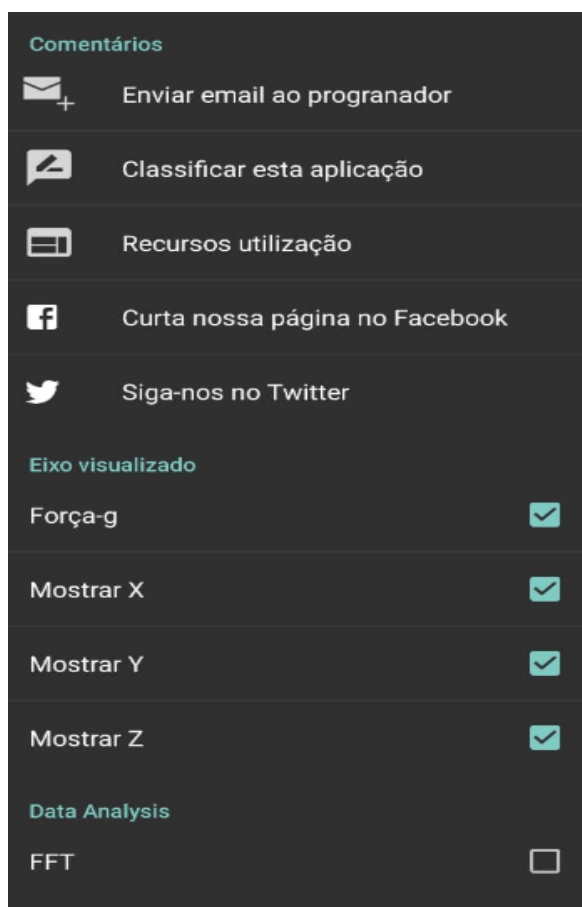 Comentários
Enviar email ao progranador
Classificar esta aplicação
Recursos utilização
Curta nossa página no Facebook
Siga-nos no Twitter
Eixo visualizado
Força-g
Mostrar X
Mostrar Y
Mostrar Z
Data Analysis
FFT